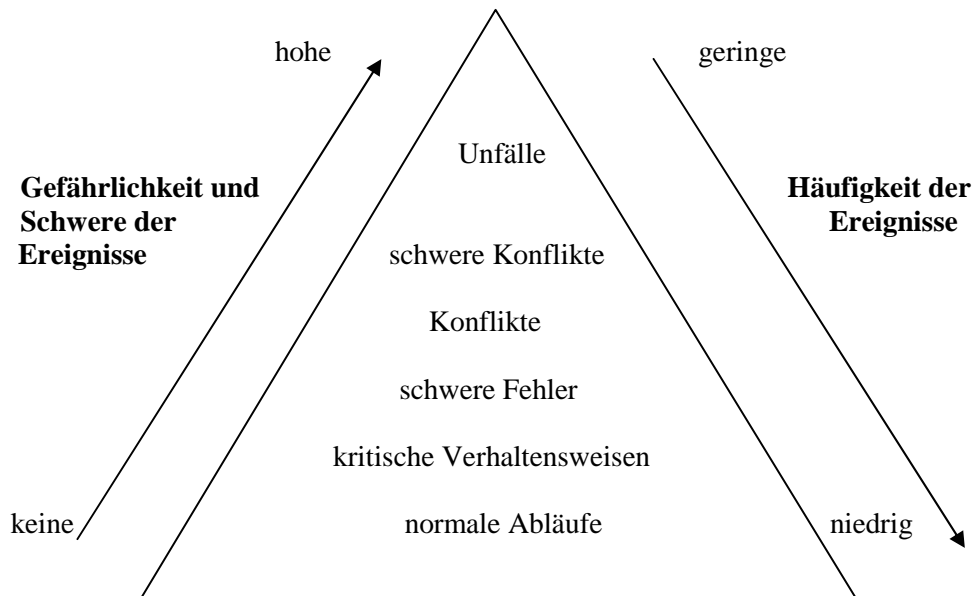 hohe
geringe
Unfälle
Gefährlichkeit und
Schwere der
Ereignisse
Häufigkeit der
Ereignisse
schwere Konflikte
Konflikte
schwere Fehler
kritische Verhaltensweisen
keine
normale Abläufe
niedrig